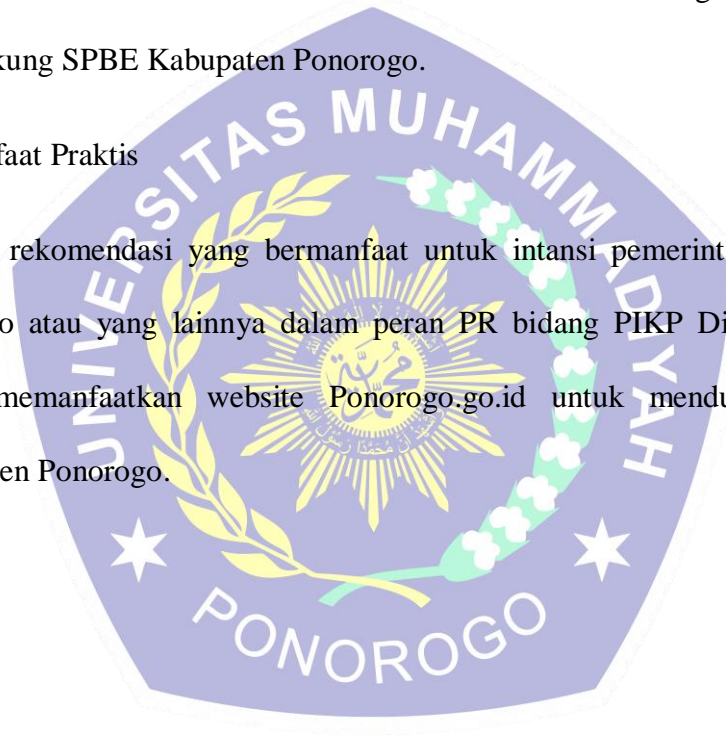 kung SPBE Kabupaten Ponorogo.
faat Praktis
rekomendasi yang bermanfaat untuk intansi pemerint
o atau yang lainnya dalam peran PR bidang PIKP Di
memanfaatkan website Ponorogo.go.id untuk mendu
en Ponorogo.
UNIVERSITAS MUHAMMADIYAH
PONOROGO
محمدية